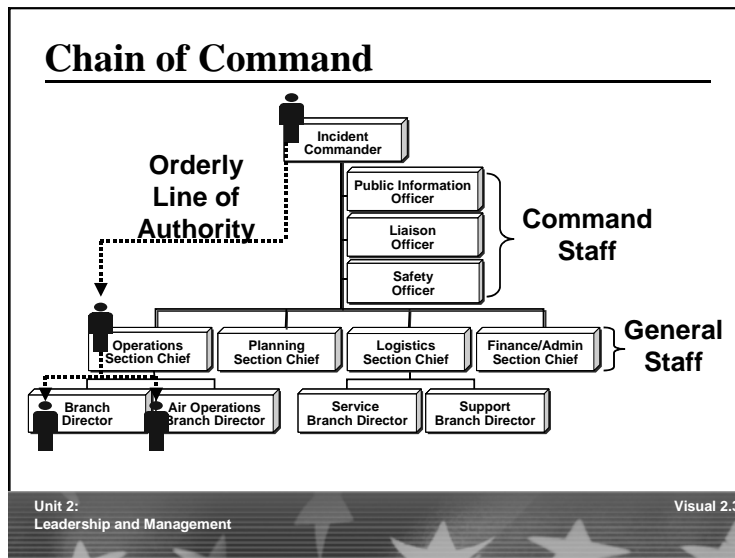 Chain of Command
Incident
Commander
Orderly
Line of
Authority
Public Information
Officer
Liaison
Officer
Safety
Officer
Command
Staff
Operations
Section Chief
Planning
Section Chief
Logistics
Section Chief
Finance/Admin
Section Chief
General
Staff
Branch
Director
Air Operations
Branch Director
Service
Branch Director
Support
Branch Director
Unit 2:
Leadership and Management
Visual 2.3